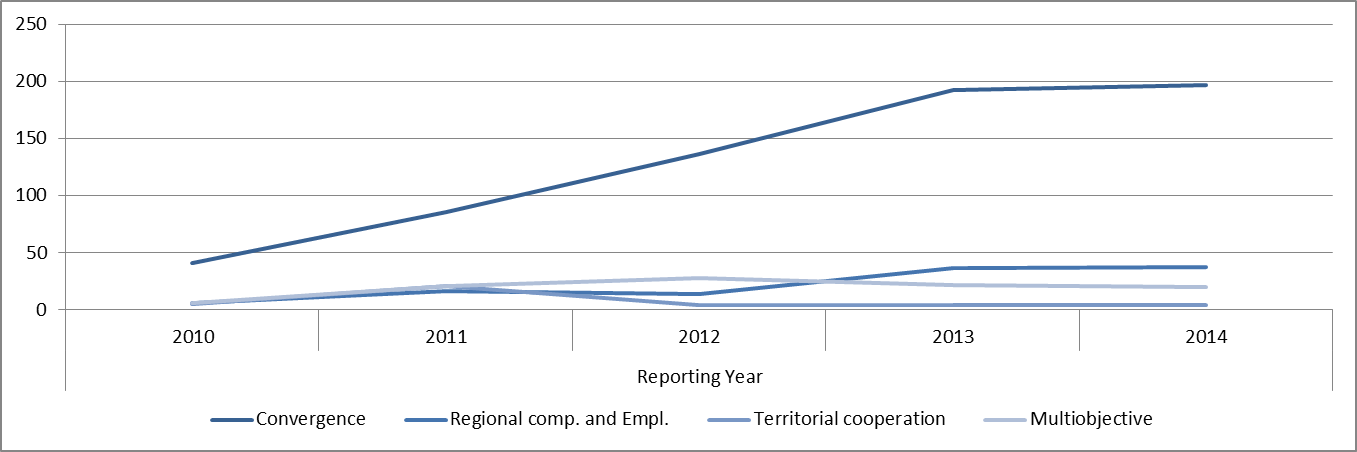 250
200
150
100
50
0
2010 2011 2012 2013 2014
Reporting Year
Convergence Regional comp. and Empl. Territorial cooperation Multiobjective